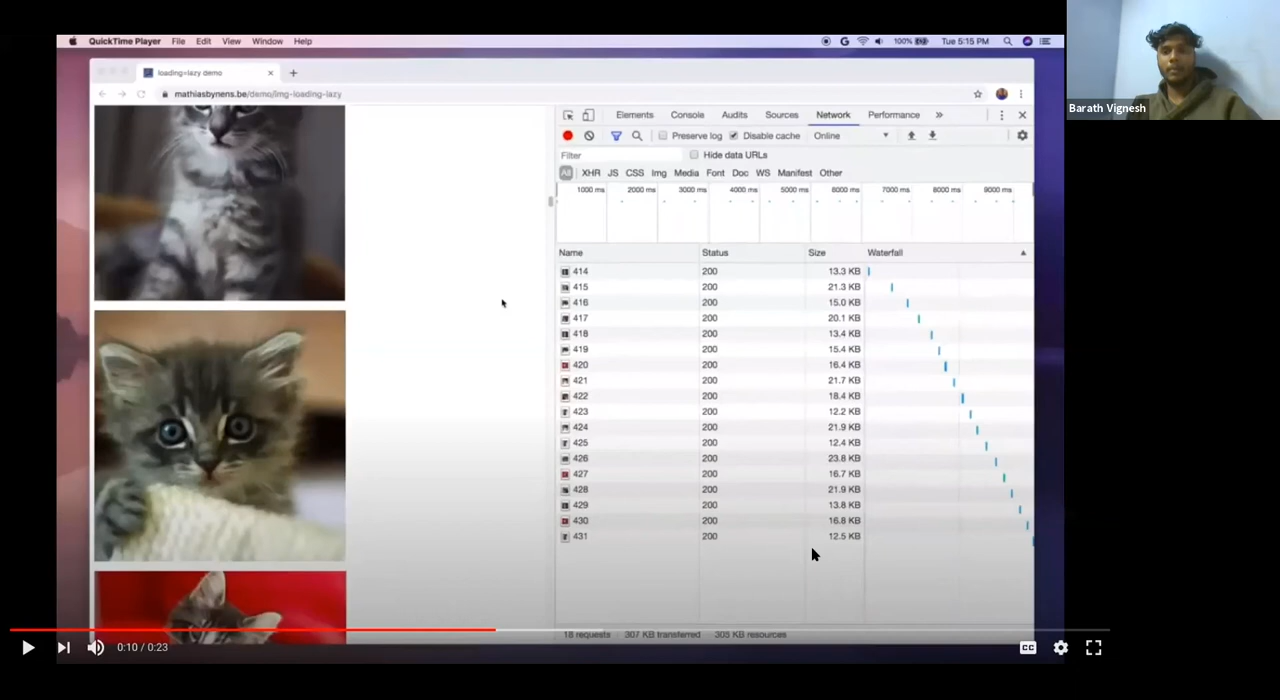 QuickTime Player File Edit View Window Help 100% Tue 5:15 PM
loading=lazy demo
mathiasbynens.be/demo/img-loading-lazy
Barath Vignesh
Elements Console Audits Sources Network Performance »
Preserve log Disable cache Online
Filter Hide data URLs
All XHR JS CSS Img Media Font Doc WS Manifest Other
1000 ms 2000 ms 3000 ms 4000 ms 5000 ms 6000 ms 7000 ms 8000 ms 9000 ms
Name Status Size Waterfall
414 200 13.3 KB
415 200 21.3 KB
416 200 15.0 KB
417 200 20.1 KB
418 200 13.4 KB
419 200 15.4 KB
420 200 16.4 KB
421 200 21.7 KB
422 200 18.4 KB
423 200 12.2 KB
424 200 21.9 KB
425 200 12.4 KB
426 200 23.8 KB
427 200 16.7 KB
428 200 21.9 KB
429 200 13.8 KB
430 200 16.8 KB
431 200 12.5 KB
18 requests 307 KB transferred 305 KB resources
0:10 / 0:23 CC